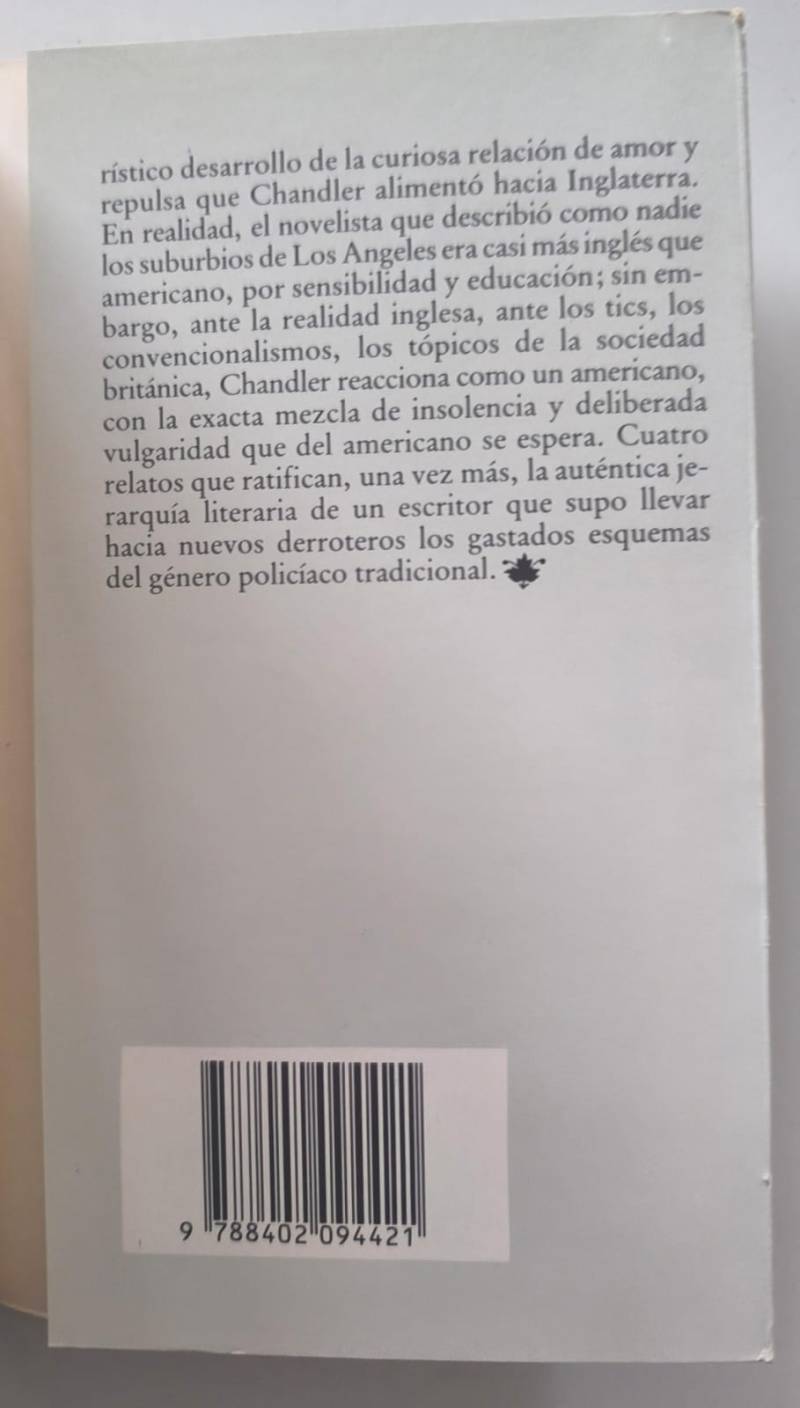 rístico desarrollo de la curiosa relación de amor y
repulsa que Chandler alimentó hacia Inglaterra.
En realidad, el novelista que describió como nadie
los suburbios de Los Angeles era casi más inglés que
americano, por sensibilidad y educación; sin em-
bargo, ante la realidad inglesa, ante los tics, los
convencionalismos, los tópicos de la sociedad
británica, Chandler reacciona como un americano,
con la exacta mezcla de insolencia y deliberada
vulgaridad que del americano se espera. Cuatro
relatos que ratifican, una vez más, la auténtica je-
rarquía literaria de un escritor que supo llevar
hacia nuevos derroteros los gastados esquemas
del género policíaco tradicional.
9 788402 094421